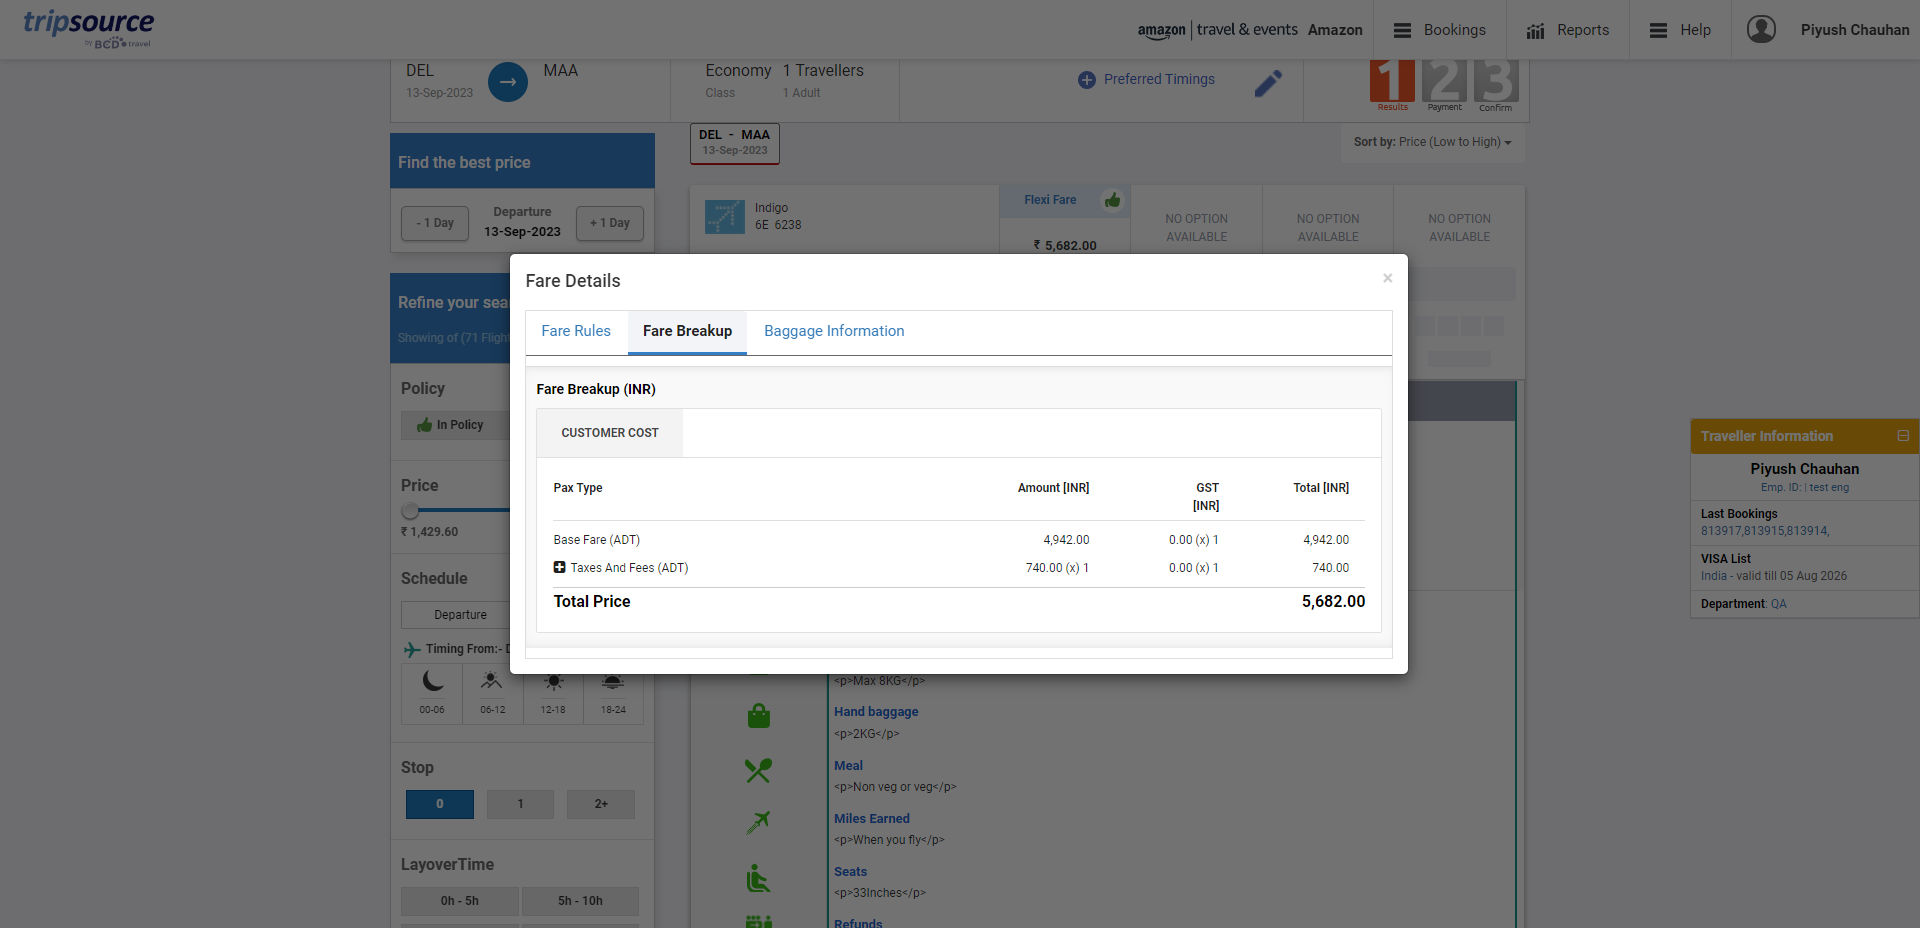 tripsource
by BCD travel
amazon | travel & events Amazon
Bookings
Reports
Help
Piyush Chauhan
DEL
MAA
13-Sep-2023
Economy
Class
1 Travellers
1 Adult
Preferred Timings
1 2 3
Results Payment Confirm
DEL - MAA
13-Sep-2023
Sort by: Price (Low to High)
Find the best price
- 1 Day
Departure
13-Sep-2023
+ 1 Day
Indigo
6E 6238
Flexi Fare
₹ 5,682.00
NO OPTION
AVAILABLE
NO OPTION
AVAILABLE
NO OPTION
AVAILABLE
Refine your sea
Showing of (71 Fligh
Policy
In Policy
Price
₹ 1,429.60
Schedule
Departure
Timing From:-
00-06
06-12
12-18
18-24
Stop
0
1
2+
LayoverTime
0h - 5h
5h - 10h
Fare Details
×
Fare Rules
Fare Breakup
Baggage Information
Fare Breakup (INR)
CUSTOMER COST
Pax Type Amount [INR] GST [INR] Total [INR]
Base Fare (ADT) 4,942.00 0.00 (x) 1 4,942.00
Taxes And Fees (ADT) 740.00 (x) 1 0.00 (x) 1 740.00
Total Price 5,682.00
<p>Max 8KG</p>
Hand baggage
<p>2KG</p>
Meal
<p>Non veg or veg</p>
Miles Earned
<p>When you fly</p>
Seats
<p>33Inches</p>
Refunds
Traveller Information
Piyush Chauhan
Emp. ID: | test eng
Last Bookings
813917,813915,813914,
VISA List
India - valid till 05 Aug 2026
Department: QA